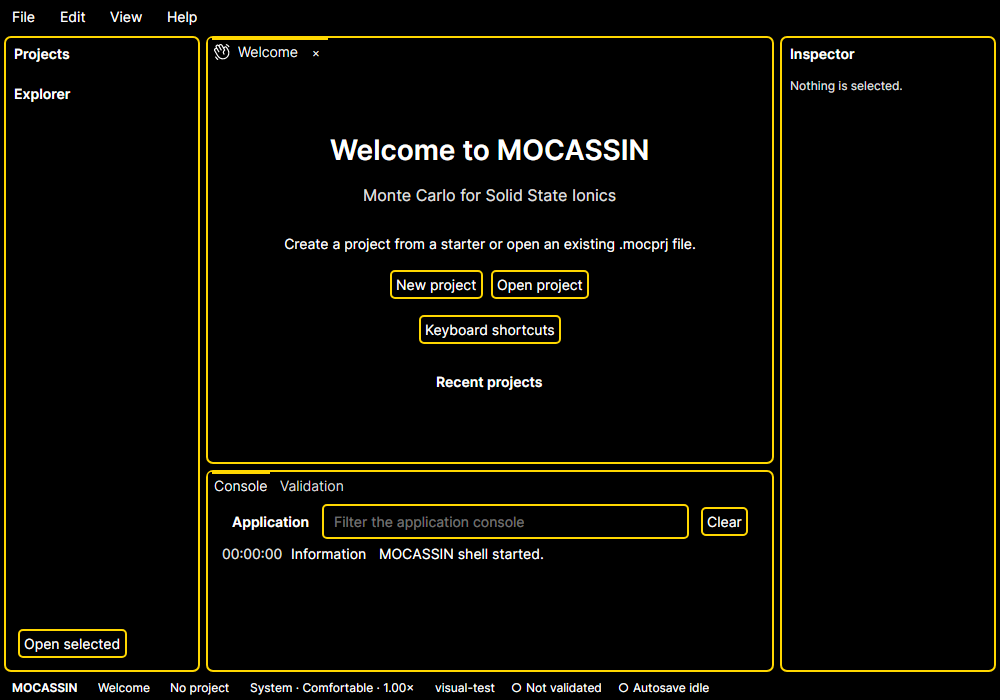 File Edit View Help
Projects
Explorer
Open selected
Welcome ×
Welcome to MOCASSIN
Monte Carlo for Solid State Ionics
Create a project from a starter or open an existing .mocprj file.
New project Open project
Keyboard shortcuts
Recent projects
Console Validation
Application Filter the application console Clear
00:00:00 Information MOCASSIN shell started.
Inspector
Nothing is selected.
MOCASSIN Welcome No project System · Comfortable · 1.00× visual-test ○ Not validated ○ Autosave idle